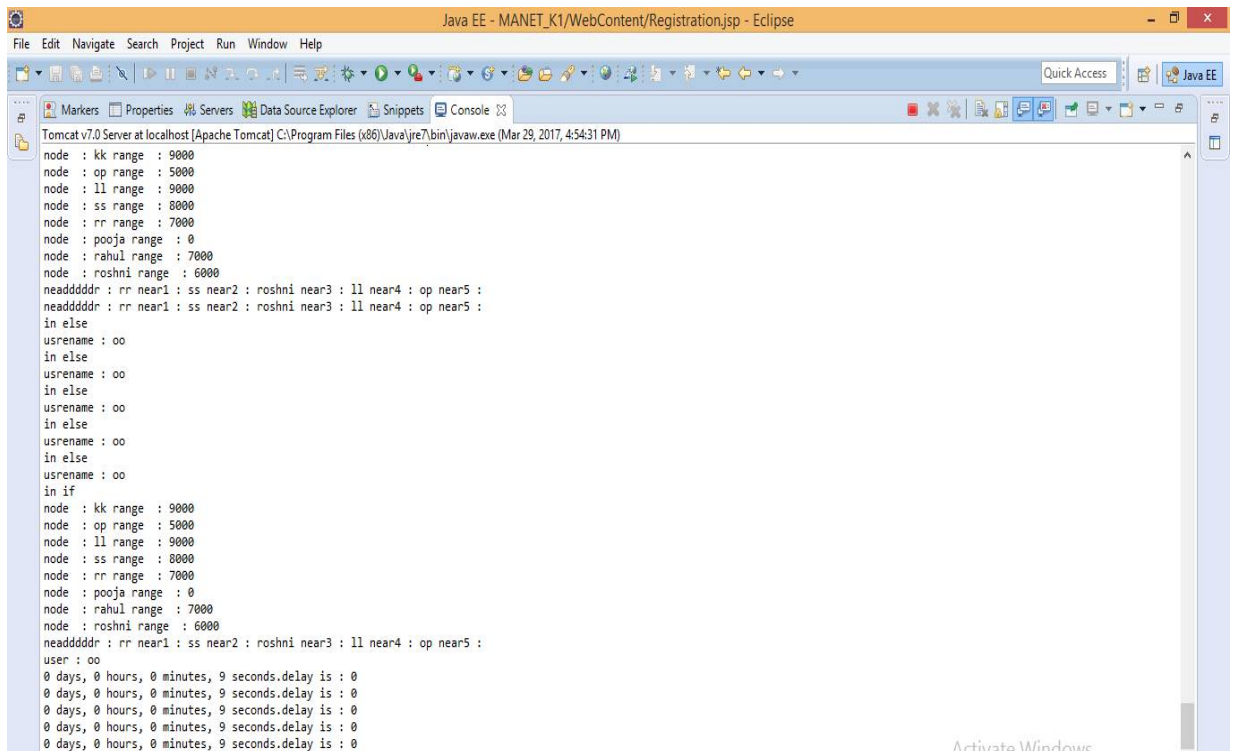 Java EE - MANET_K1/WebContent/Registration.jsp - Eclipse
File Edit Navigate Search Project Run Window Help
Quick Access Java EE
Markers Properties Servers Data Source Explorer Snippets Console
Tomcat v7.0 Server at localhost [Apache Tomcat] C:\Program Files (x86)\Java\jre7\bin\javaw.exe (Mar 29, 2017, 4:54:31 PM)
node : kk range : 9000
node : op range : 5000
node : ll range : 9000
node : ss range : 8000
node : rr range : 7000
node : pooja range : 0
node : rahul range : 7000
node : roshni range : 6000
neadddddr : rr near1 : ss near2 : roshni near3 : ll near4 : op near5 :
neadddddr : rr near1 : ss near2 : roshni near3 : ll near4 : op near5 :
in else
usrename : oo
in else
usrename : oo
in else
usrename : oo
in else
usrename : oo
in else
usrename : oo
in if
node : kk range : 9000
node : op range : 5000
node : ll range : 9000
node : ss range : 8000
node : rr range : 7000
node : pooja range : 0
node : rahul range : 7000
node : roshni range : 6000
neadddddr : rr near1 : ss near2 : roshni near3 : ll near4 : op near5 :
user : oo
0 days, 0 hours, 0 minutes, 9 seconds.delay is : 0
0 days, 0 hours, 0 minutes, 9 seconds.delay is : 0
0 days, 0 hours, 0 minutes, 9 seconds.delay is : 0
0 days, 0 hours, 0 minutes, 9 seconds.delay is : 0
0 days, 0 hours, 0 minutes, 9 seconds.delay is : 0
Activate Windows